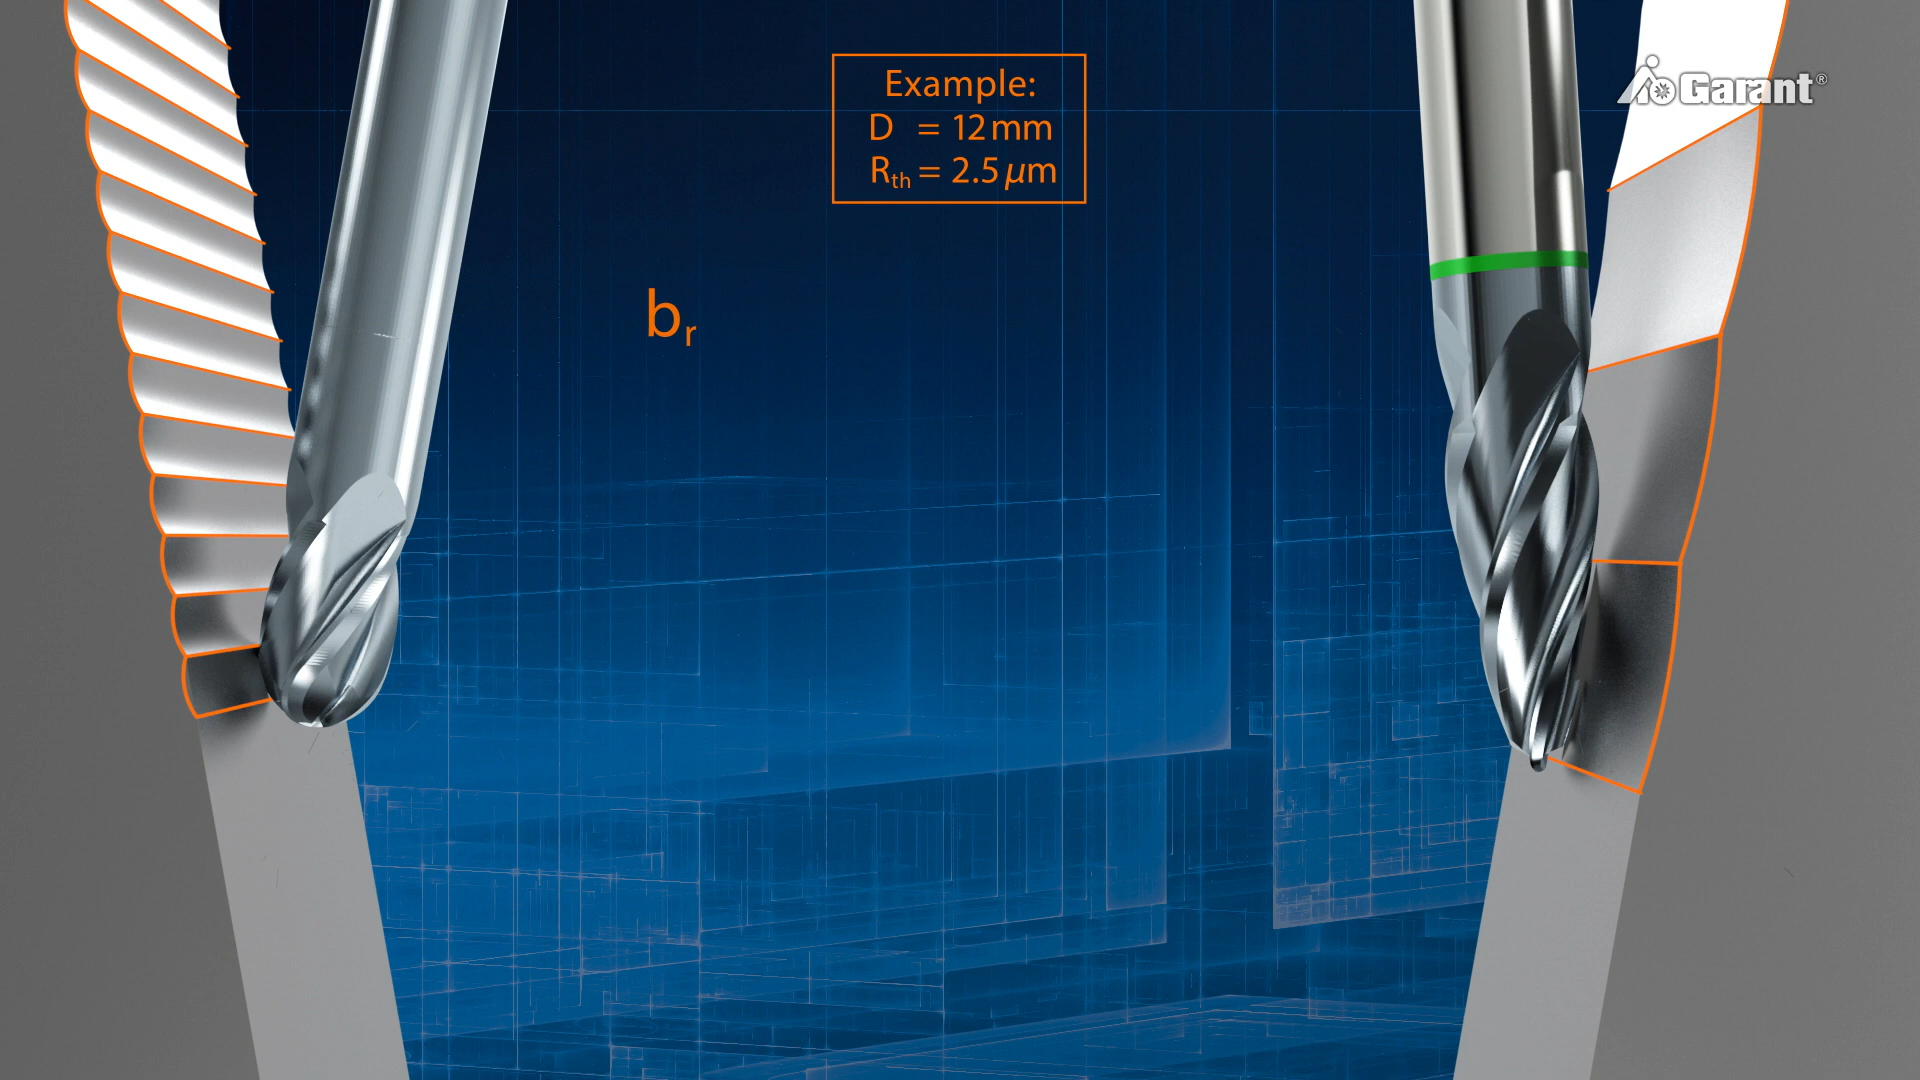 Example:
D = 12 mm
Rth = 2.5 µm
Garant®
br